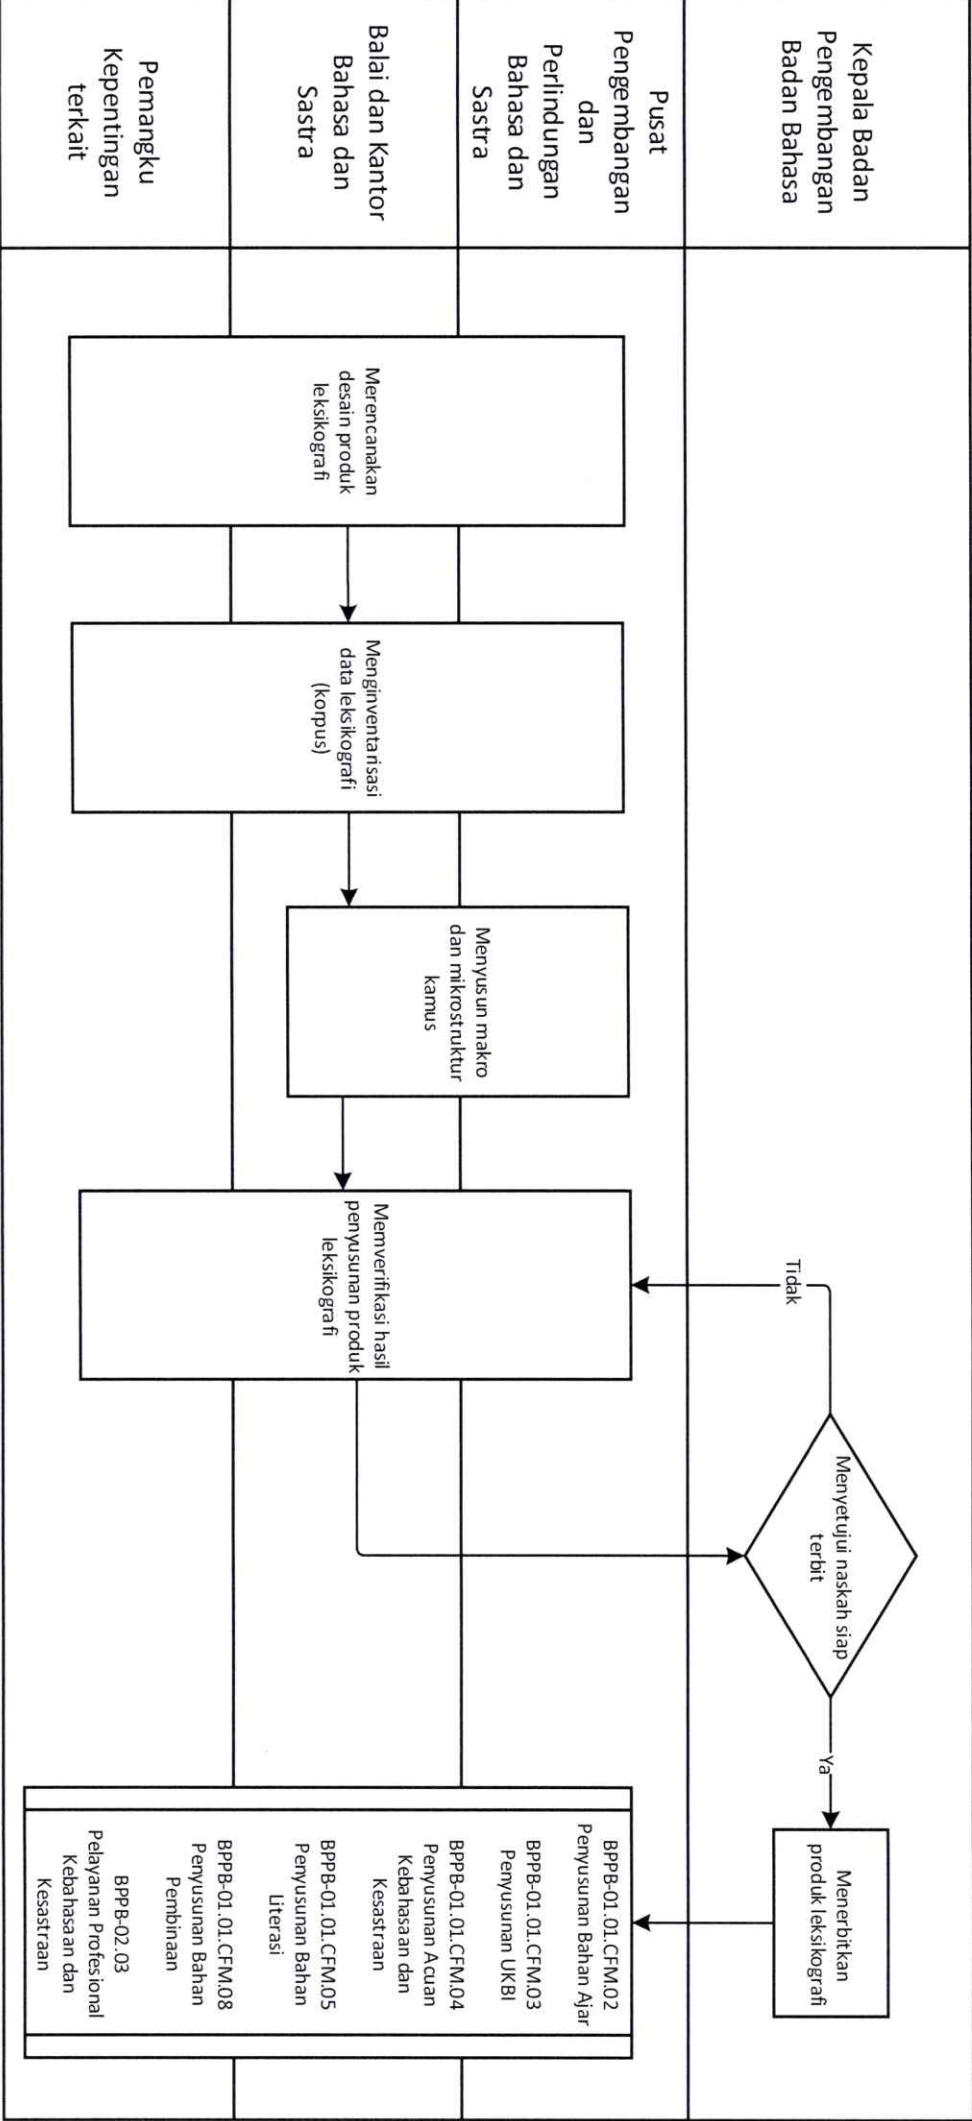 Kepala Badan
Pengembangan
Badan Bahasa
Pusat
Pengembangan
dan
Perlindungan
Bahasa dan
Sastra
Balai dan Kantor
Bahasa dan
Sastra
Pemangku
Kepentingan
terkait
Merencanakan
desain produk
leksikografi
Menginventarisasi
data leksikografi
(korpus)
Menyusun makro
dan mikrostruktur
kamus
Memverifikasi hasil
penyusunan produk
leksikografi
Tidak
Menyetujui naskah siap
terbit
Ya
Menerbitkan
produk leksikografi
BPPB-01.01.CFM.02
Penyusunan Bahan Ajar
BPPB-01.01.CFM.03
Penyusunan UKBI
BPPB-01.01.CFM.04
Penyusunan Acuan
Kebahasaan dan
Kesastraan
BPPB-01.01.CFM.05
Penyusunan Bahan
Literasi
BPPB-01.01.CFM.08
Penyusunan Bahan
Pembinaan
BPPB-02.03
Pelayanan Profesional
Kebahasaan dan
Kesastraan